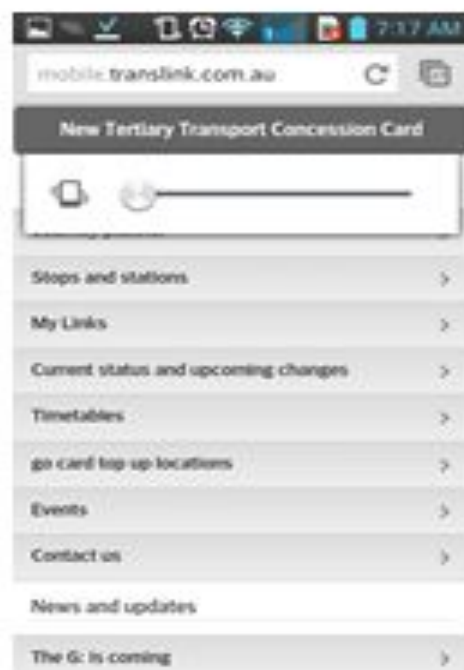 7:17 AM
mobile.translink.com.au
New Tertiary Transport Concession Card
Stops and stations
My Links
Current status and upcoming changes
Timetables
go card top up locations
Events
Contact us
News and updates
The G: is coming